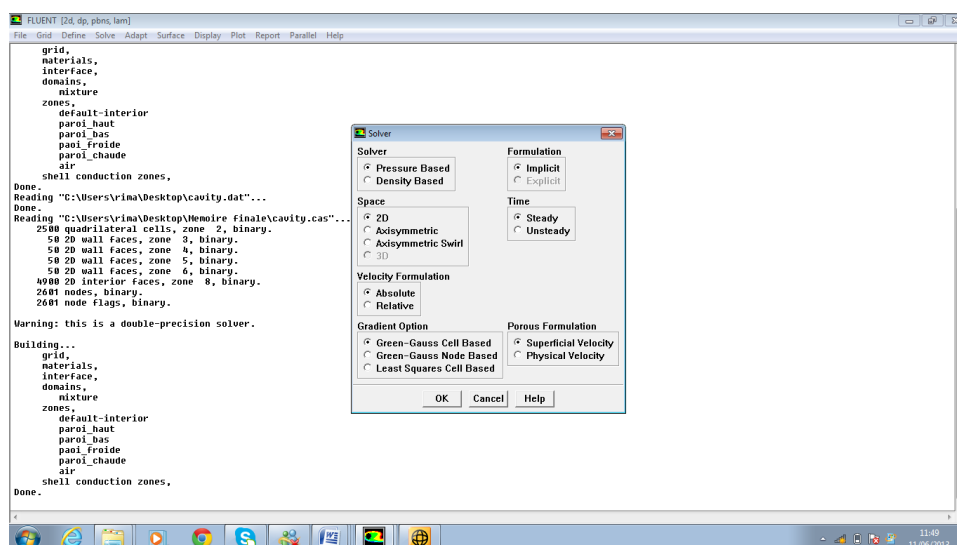 FLUENT [2d, dp, pbns, lam]
File Grid Define Solve Adapt Surface Display Plot Report Parallel Help
grid,
materials,
interface,
domains,
mixture
zones,
default-interior
paroi_haut
paroi_bas
paoi_froide
paroi_chaude
air
shell conduction zones,
Done.
Reading "C:\Users\rima\Desktop\cavity.dat"...
Done.
Reading "C:\Users\rima\Desktop\Memoire finale\cavity.cas"...
2500 quadrilateral cells, zone 2, binary.
50 2D wall faces, zone 3, binary.
50 2D wall faces, zone 4, binary.
50 2D wall faces, zone 5, binary.
50 2D wall faces, zone 6, binary.
4900 2D interior faces, zone 8, binary.
2601 nodes, binary.
2601 node flags, binary.
Warning: this is a double-precision solver.
Building...
grid,
materials,
interface,
domains,
mixture
zones,
default-interior
paroi_haut
paroi_bas
paoi_froide
paroi_chaude
air
shell conduction zones,
Done.
Solver
Solver
Pressure Based
Density Based
Formulation
Implicit
Explicit
Space
2D
Axisymmetric
Axisymmetric Swirl
3D
Time
Steady
Unsteady
Velocity Formulation
Absolute
Relative
Gradient Option
Green-Gauss Cell Based
Green-Gauss Node Based
Least Squares Cell Based
Porous Formulation
Superficial Velocity
Physical Velocity
OK Cancel Help
11:49
11/06/2013